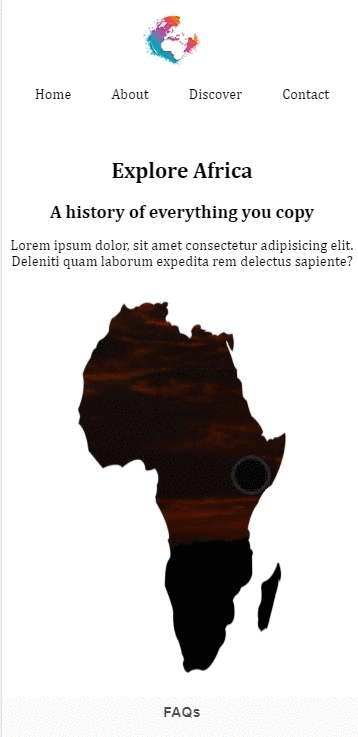 Home About Discover Contact
Explore Africa
A history of everything you copy
Lorem ipsum dolor, sit amet consectetur adipisicing elit.
Deleniti quam laborum expedita rem delectus sapiente?
FAQs